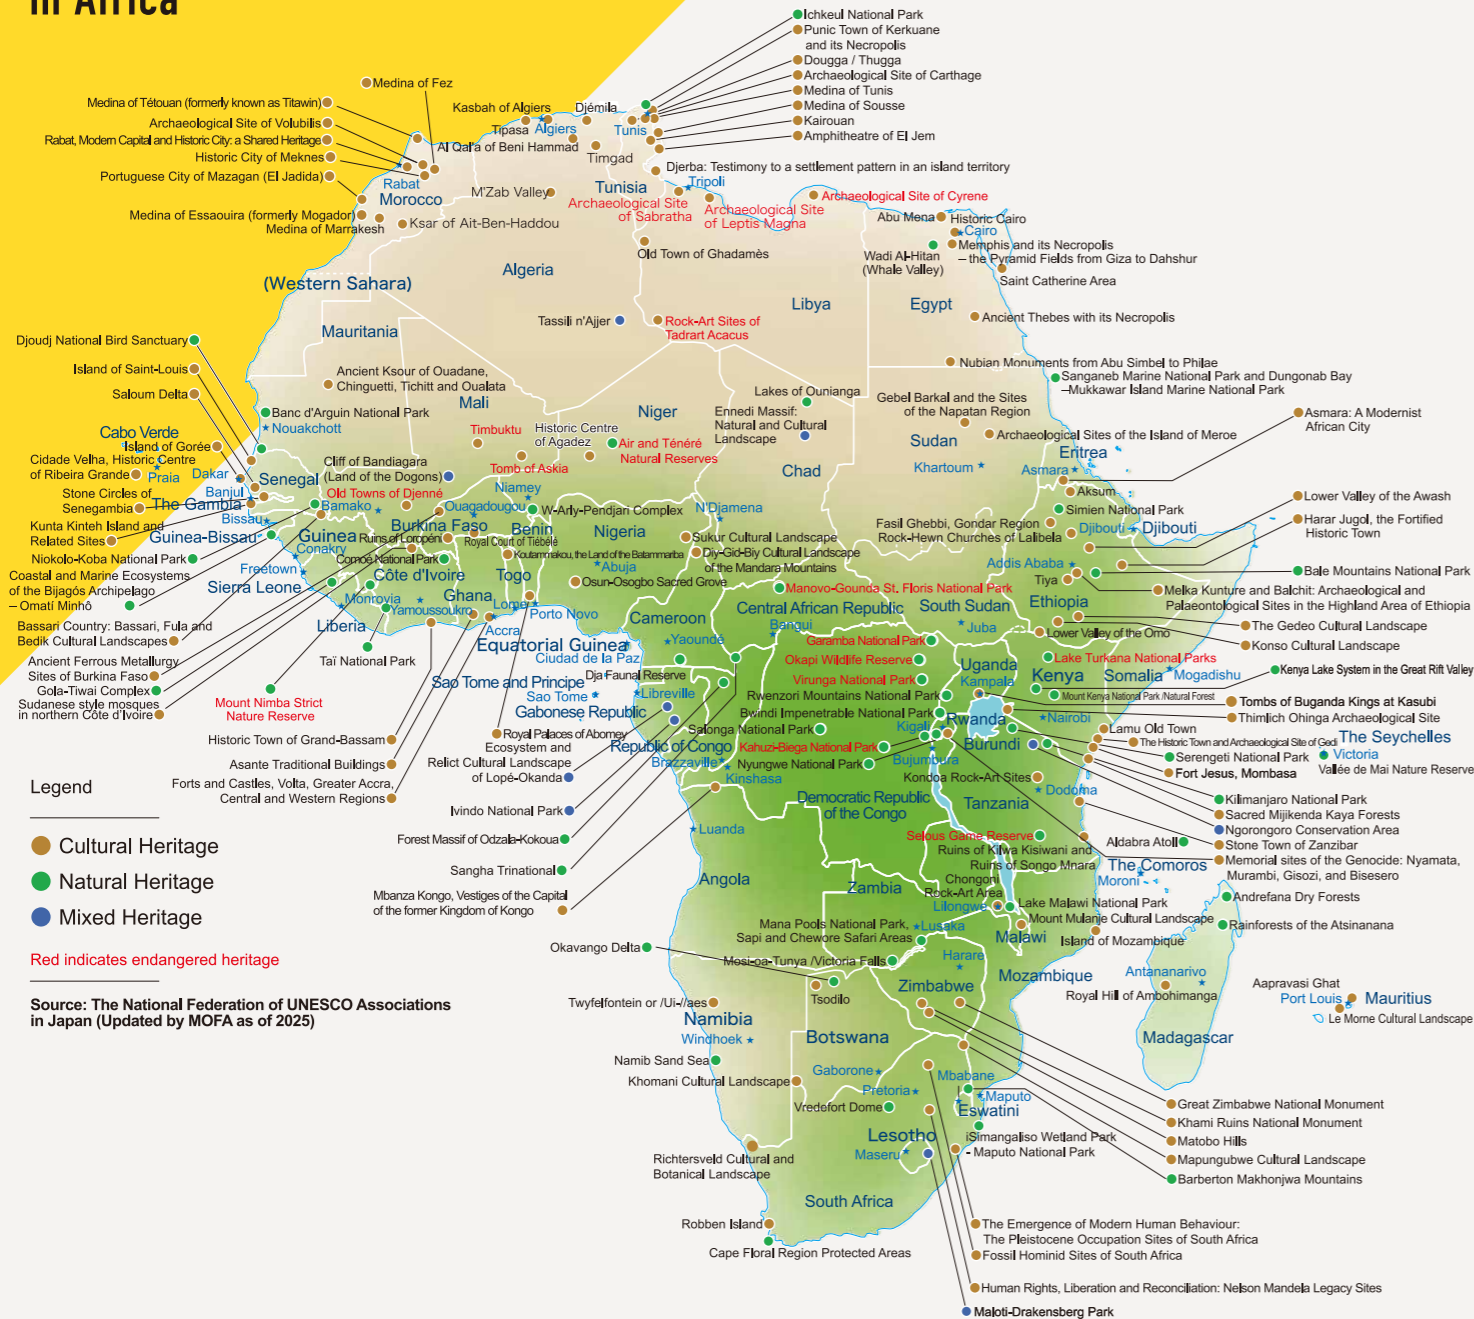 in Africa
Ichkeul National Park
Punic Town of Kerkuane
and its Necropolis
Dougga / Thugga
Archaeological Site of Carthage
Medina of Tunis
Medina of Sousse
Kairouan
Amphitheatre of El Jem
Djerba: Testimony to a settlement pattern in an island territory
Medina of Fez
Medina of Tétouan (formerly known as Titawin)
Archaeological Site of Volubilis
Rabat, Modern Capital and Historic City: a Shared Heritage
Historic City of Meknes
Portuguese City of Mazagan (El Jadida)
Medina of Essaouira (formerly Mogador)
Medina of Marrakesh
Ksar of Ait-Ben-Haddou
Rabat
Morocco
Kasbah of Algiers
Djémila
Tipasa
Algiers
Tunis
Al Qal'a of Beni Hammad
Timgad
M'Zab Valley
Tunisia
Tripoli
Archaeological Site
of Sabratha
Archaeological Site
of Leptis Magna
Archaeological Site of Cyrene
Old Town of Ghadamès
Abu Mena
Historic Cairo
Cairo
Memphis and its Necropolis
– the Pyramid Fields from Giza to Dahshur
Wadi Al-Hitan
(Whale Valley)
Saint Catherine Area
Algeria
(Western Sahara)
Libya
Egypt
Mauritania
Tassili n'Ajjer
Rock-Art Sites of
Tadrart Acacus
Ancient Thebes with its Necropolis
Nubian Monuments from Abu Simbel to Philae
Sanganeb Marine National Park and Dungonab Bay
–Mukkawar Island Marine National Park
Djoudj National Bird Sanctuary
Island of Saint-Louis
Saloum Delta
Ancient Ksour of Ouadane,
Chinguetti, Tichitt and Oualata
Mali
Banc d'Arguin National Park
Nouakchott
Niger
Lakes of Ounianga
Ennedi Massif:
Natural and Cultural
Landscape
Gebel Barkal and the Sites
of the Napatan Region
Asmara: A Modernist
African City
Timbuktu
Historic Centre
of Agadez
Air and Ténéré
Natural Reserves
Tomb of Askia
Sudan
Archaeological Sites of the Island of Meroe
Khartoum
Chad
Eritrea
Asmara
Cabo Verde
Praia
Island of Gorée
Cidade Velha, Historic Centre
of Ribeira Grande
Dakar
Senegal
Stone Circles of
Senegambia
Banjul
The Gambia
Kunta Kinteh Island and
Related Sites
Bissau
Guinea-Bissau
Niokolo-Koba National Park
Coastal and Marine Ecosystems
of the Bijagós Archipelago
– Omatí Minhô
Cliff of Bandiagara
(Land of the Dogons)
Old Towns of Djenné
Bamako
Niamey
Ouagadougou
W-Arly-Pendjari Complex
Burkina Faso
Benin
Nigeria
N'Djamena
Guinea
Ruins of Loropéni
Royal Court of Tiébélé
Koutammakou, the Land of the Batammariba
Conakry
Comoé National Park
Freetown
Sierra Leone
Côte d'Ivoire
Togo
Abuja
Osun-Osogbo Sacred Grove
Sukur Cultural Landscape
Diy-Gid-Biy Cultural Landscape
of the Mandara Mountains
Monrovia
Yamoussoukro
Ghana
Lome
Porto Novo
Liberia
Accra
Aksum
Simien National Park
Fasil Ghebbi, Gondar Region
Rock-Hewn Churches of Lalibela
Djibouti
Djibouti
Lower Valley of the Awash
Harar Jugol, the Fortified
Historic Town
Addis Ababa
Tiya
Bale Mountains National Park
Melka Kunture and Balchit: Archaeological and
Palaeontological Sites in the Highland Area of Ethiopia
Ethiopia
Lower Valley of the Omo
The Gedeo Cultural Landscape
Konso Cultural Landscape
Manovo-Gounda St. Floris National Park
Central African Republic
South Sudan
Bangui
Juba
Cameroon
Yaoundé
Bassari Country: Bassari, Fula and
Bedik Cultural Landscapes
Ancient Ferrous Metallurgy
Sites of Burkina Faso
Gola-Tiwai Complex
Sudanese style mosques
in northern Côte d'Ivoire
Taï National Park
Mount Nimba Strict
Nature Reserve
Historic Town of Grand-Bassam
Asante Traditional Buildings
Forts and Castles, Volta, Greater Accra,
Central and Western Regions
Royal Palaces of Abomey
Equatorial Guinea
Ciudad de la Paz
Sao Tome and Principe
Sao Tome
Dja Faunal Reserve
Libreville
Gabonese Republic
Ecosystem and
Relict Cultural Landscape
of Lopé-Okanda
Ivindo National Park
Forest Massif of Odzala-Kokoua
Sangha Trinational
Mbanza Kongo, Vestiges of the Capital
of the former Kingdom of Kongo
Republic of Congo
Brazzaville
Kinshasa
Garamba National Park
Okapi Wildlife Reserve
Virunga National Park
Rwenzori Mountains National Park
Bwindi Impenetrable National Park
Salonga National Park
Kahuzi-Biega National Park
Nyungwe National Park
Uganda
Kampala
Kigali
Rwanda
Burundi
Bujumbura
Kenya
Lake Turkana National Parks
Somalia
Mogadishu
Kenya Lake System in the Great Rift Valley
Mount Kenya National Park /Natural Forest
Nairobi
Tombs of Buganda Kings at Kasubi
Thimlich Ohinga Archaeological Site
Lamu Old Town
The Historic Town and Archaeological Site of Gedi
Serengeti National Park
Fort Jesus, Mombasa
The Seychelles
Victoria
Vallée de Mai Nature Reserve
Kondoa Rock-Art Sites
Dodoma
Democratic Republic
of the Congo
Tanzania
Kilimanjaro National Park
Sacred Mijikenda Kaya Forests
Ngorongoro Conservation Area
Stone Town of Zanzibar
Memorial sites of the Genocide: Nyamata,
Murambi, Gisozi, and Bisesero
Selous Game Reserve
Ruins of Kilwa Kisiwani and
Ruins of Songo Mnara
Aldabra Atoll
The Comoros
Moroni
Luanda
Angola
Zambia
Chongoni
Rock-Art Area
Lilongwe
Lake Malawi National Park
Mount Mulanje Cultural Landscape
Malawi
Island of Mozambique
Andrefana Dry Forests
Rainforests of the Atsinanana
Mana Pools National Park,
Sapi and Chewore Safari Areas
Lusaka
Okavango Delta
Mosi-oa-Tunya /Victoria Falls
Harare
Zimbabwe
Mozambique
Antananarivo
Royal Hill of Ambohimanga
Madagascar
Aapravasi Ghat
Port Louis
Mauritius
Le Morne Cultural Landscape
Tsodilo
Twyfelfontein or /Ui-//aes
Namibia
Windhoek
Botswana
Namib Sand Sea
Khomani Cultural Landscape
Gaborone
Pretoria
Mbabane
Maputo
Eswatini
Vredefort Dome
Lesotho
Maseru
iSimangaliso Wetland Park
- Maputo National Park
Richtersveld Cultural and
Botanical Landscape
South Africa
Robben Island
Cape Floral Region Protected Areas
Great Zimbabwe National Monument
Khami Ruins National Monument
Matobo Hills
Mapungubwe Cultural Landscape
Barberton Makhonjwa Mountains
The Emergence of Modern Human Behaviour:
The Pleistocene Occupation Sites of South Africa
Fossil Hominid Sites of South Africa
Human Rights, Liberation and Reconciliation: Nelson Mandela Legacy Sites
Maloti-Drakensberg Park
Legend
Cultural Heritage
Natural Heritage
Mixed Heritage
Red indicates endangered heritage
Source: The National Federation of UNESCO Associations
in Japan (Updated by MOFA as of 2025)